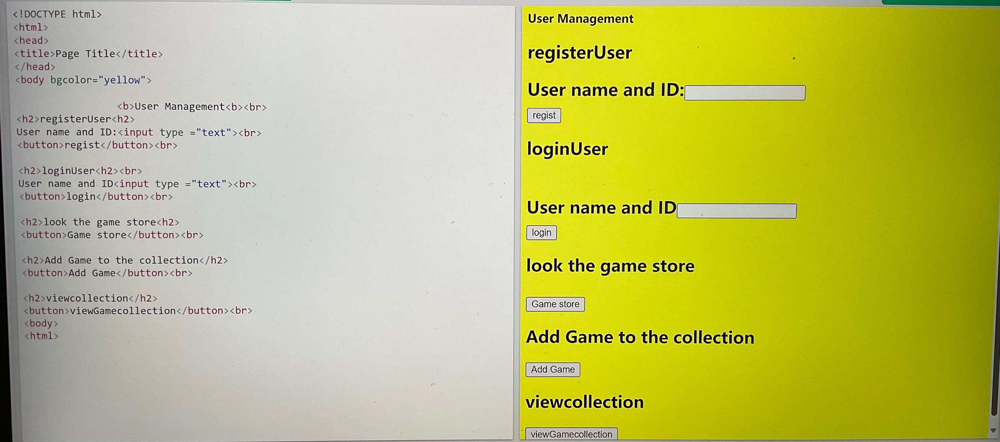 <!DOCTYPE html>
<html>
<head>
<title>Page Title</title>
</head>
<body bgcolor="yellow">
<b>User Management<b><br>
<h2>registerUser<h2>
User name and ID:<input type ="text"><br>
<button>regist</button><br>
<h2>loginUser<h2><br>
User name and ID<input type ="text"><br>
<button>login</button><br>
<h2>look the game store<h2>
<button>Game store</button><br>
<h2>Add Game to the collection</h2>
<button>Add Game</button><br>
<h2>viewcollection</h2>
<button>viewGamecollection</button><br>
<body>
<html>
User Management
registerUser
User name and ID:
regist
loginUser
User name and ID
login
look the game store
Game store
Add Game to the collection
Add Game
viewcollection
viewGamecollection